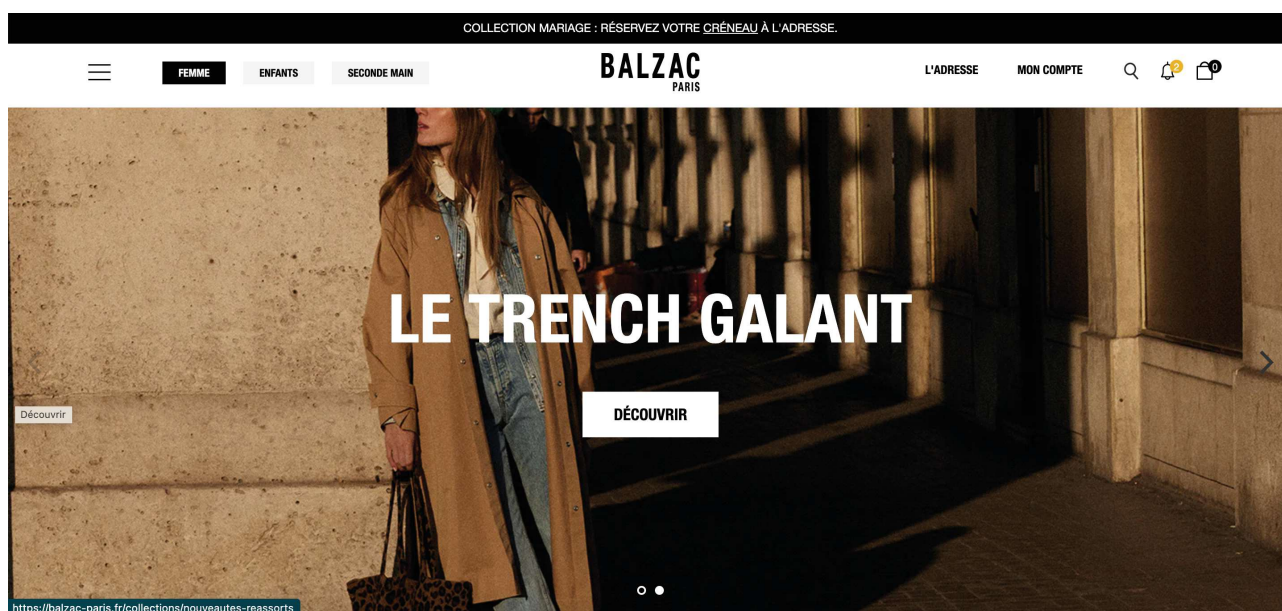 COLLECTION MARIAGE : RÉSERVEZ VOTRE CRÉNEAU À L'ADRESSE.
FEMME
ENFANTS
SECONDE MAIN
BALZAC
PARIS
L'ADRESSE
MON COMPTE
2
0
LE TRENCH GALANT
DÉCOUVRIR
Découvrir
https://balzac-paris.fr/collections/nouveautes-reassorts